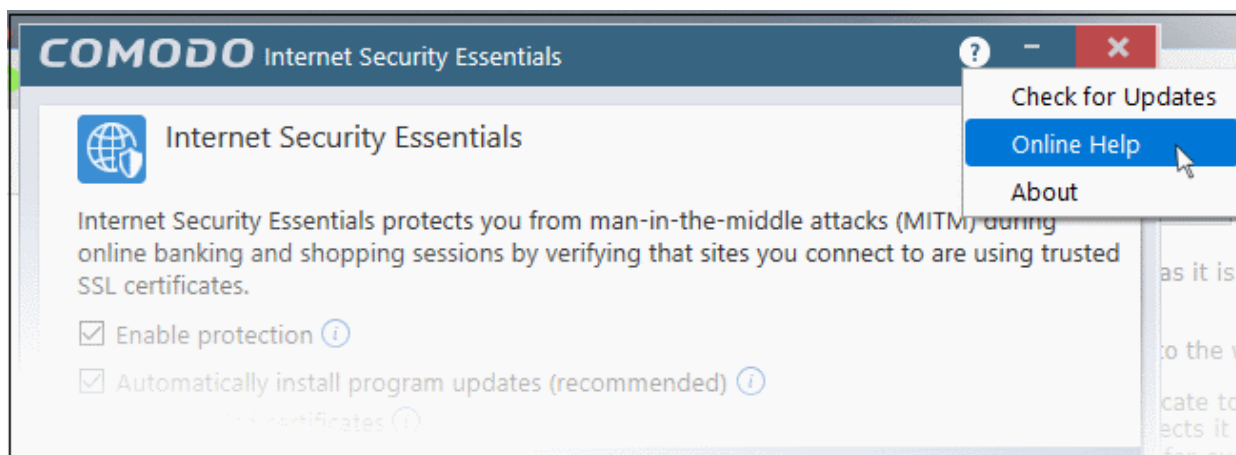 COMODO Internet Security Essentials
?
Check for Updates
Online Help
About
Internet Security Essentials
Internet Security Essentials protects you from man-in-the-middle attacks (MITM) during
online banking and shopping sessions by verifying that sites you connect to are using trusted
SSL certificates.
Enable protection i
Automatically install program updates (recommended) i
certificates i
as it is
to the
cate to
ects it